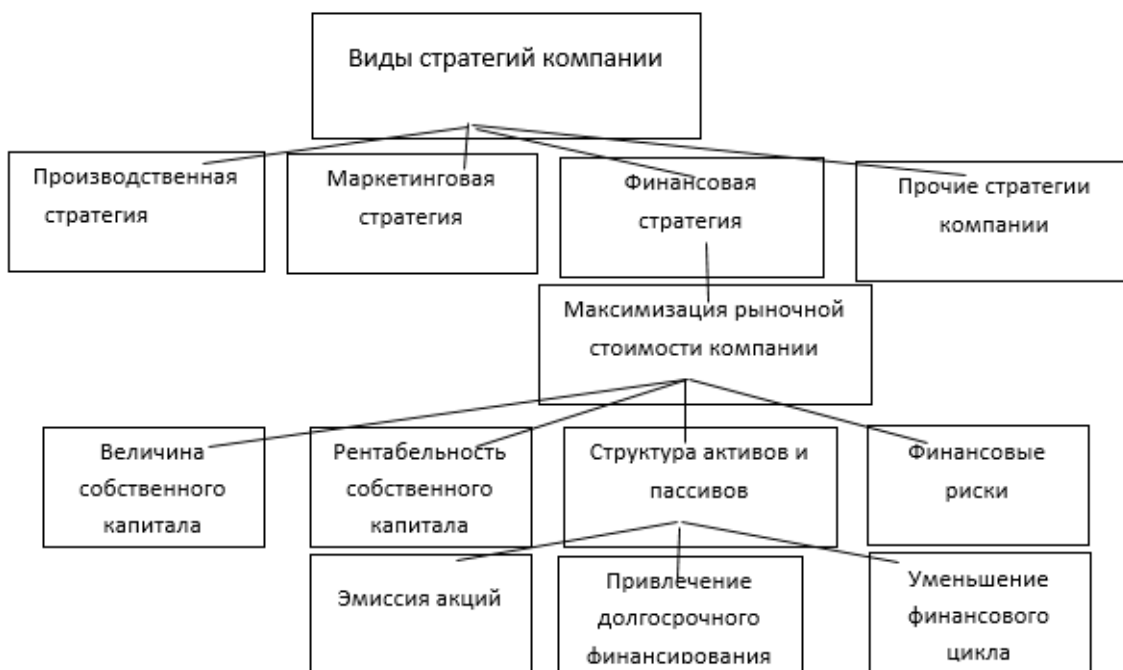 Виды стратегий компании
Производственная
стратегия
Маркетинговая
стратегия
Финансовая
стратегия
Прочие стратегии
компании
Максимизация рыночной
стоимости компании
Величина
собственного
капитала
Рентабельность
собственного
капитала
Структура активов и
пассивов
Финансовые
риски
Эмиссия акций
Привлечение
долгосрочного
финансирования
Уменьшение
финансового
цикла